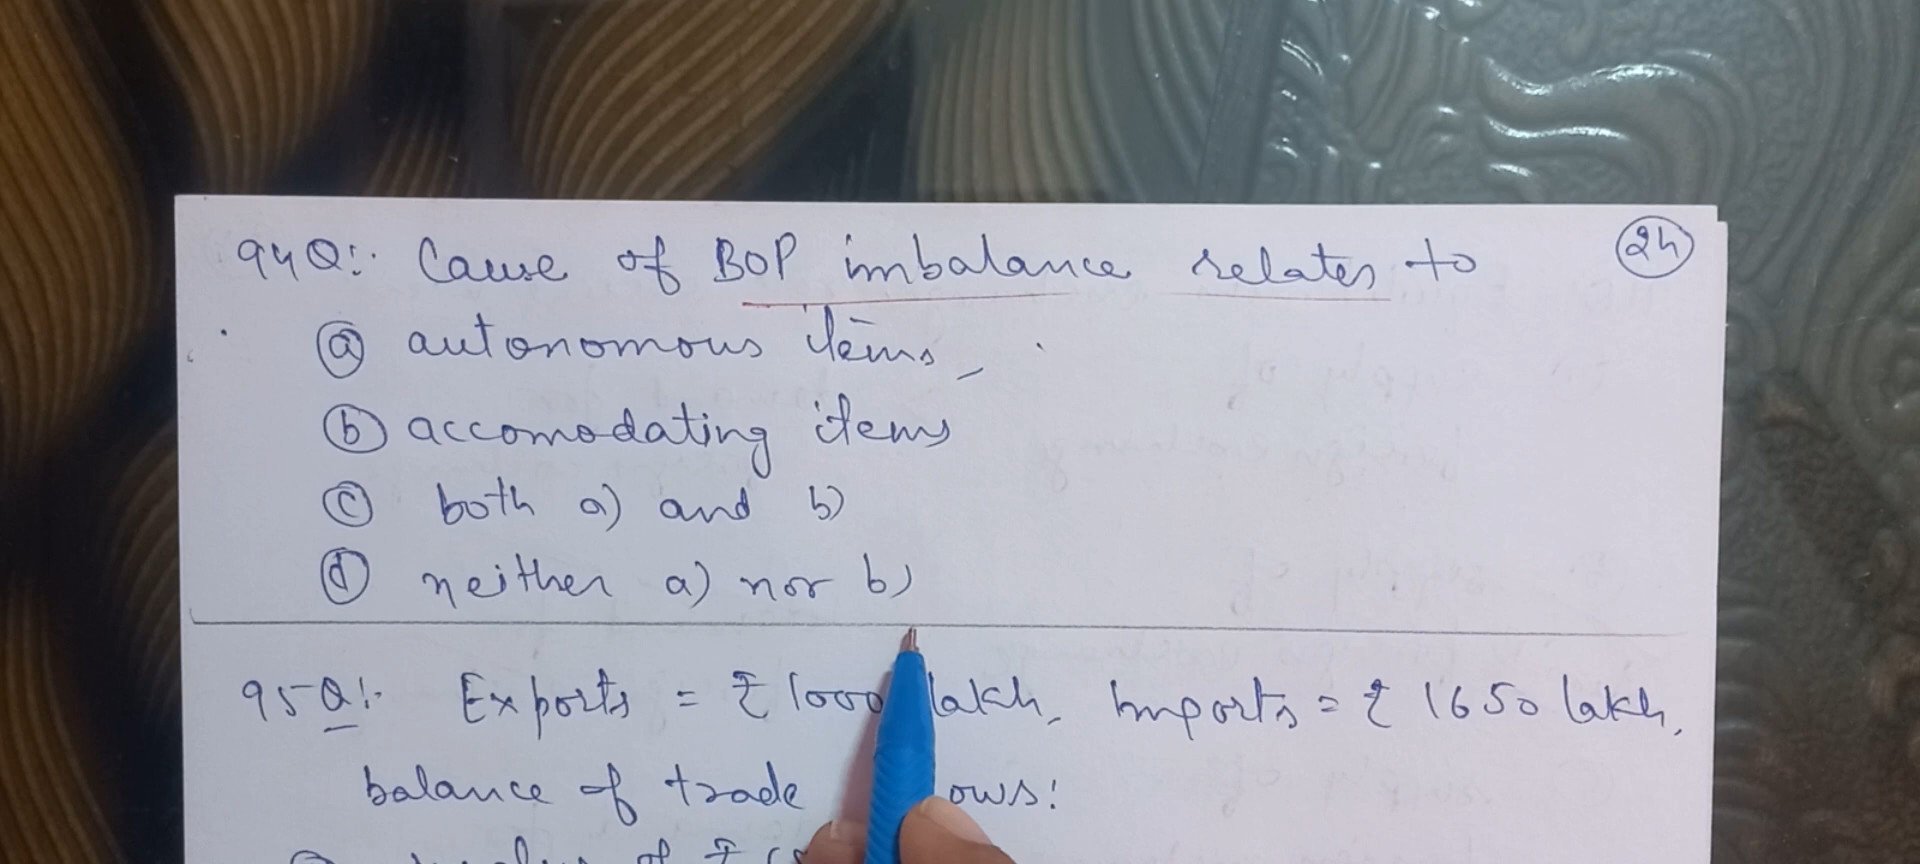 94Q:. Cause of BOP imbalance relates to
24
(a) autonomous items,
(b) accomodating items
(c) both a) and b)
(d) neither a) nor b)
95Q:. Exports = ₹ 1000 lakh, Imports = ₹ 1650 lakh,
balance of trade ows:
of ₹